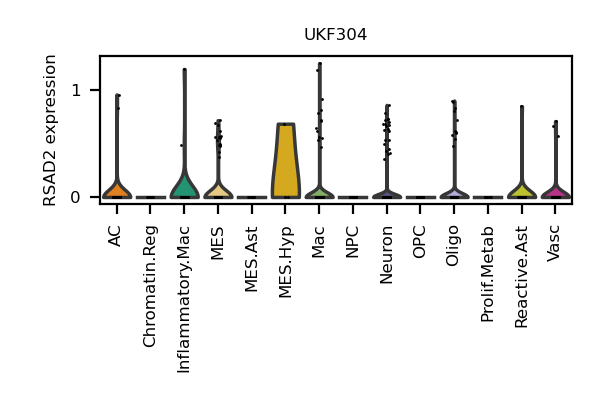 UKF304
RSAD2 expression
1
0
AC
Chromatin.Reg
Inflammatory.Mac
MES
MES.Ast
MES.Hyp
Mac
NPC
Neuron
OPC
Oligo
Prolif.Metab
Reactive.Ast
Vasc